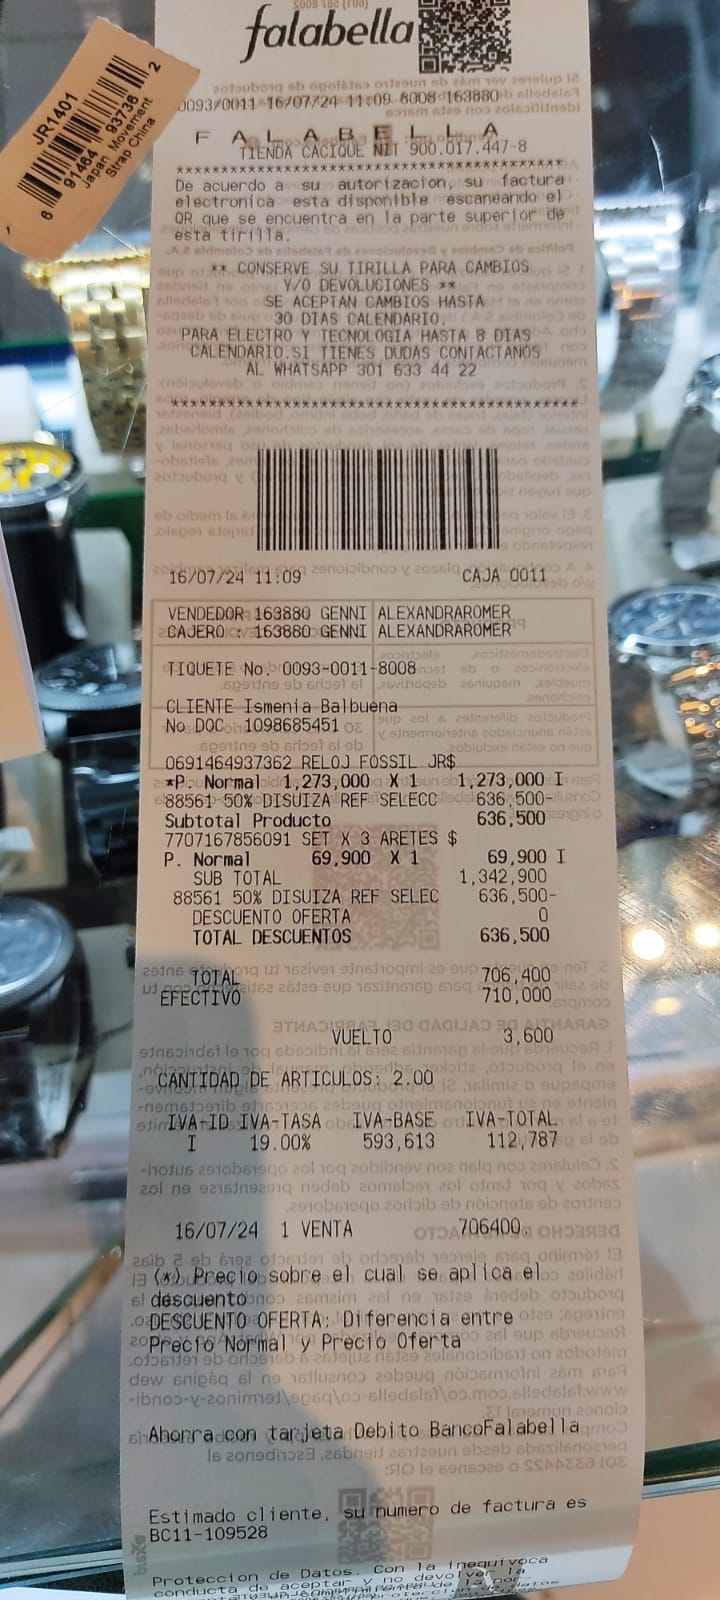 falabella
0093/0011 16/07/24 11:09 8008 163880
F A L A B E L L A
TIENDA CACIQUE NIT 900.017.447-8
****************************************
De acuerdo a su autorizacion, su factura
electronica esta disponible escaneando el
QR que se encuentra en la parte superior de
esta tirilla.
** CONSERVE SU TIRILLA PARA CAMBIOS
Y/O DEVOLUCIONES **
SE ACEPTAN CAMBIOS HASTA
30 DIAS CALENDARIO.
PARA ELECTRO Y TECNOLOGIA HASTA 8 DIAS
CALENDARIO.SI TIENES DUDAS CONTACTANOS
AL WHATSAPP 301 633 44 22
****************************************
16/07/24 11:09 CAJA 0011
VENDEDOR 163880 GENNI ALEXANDRAROMER
CAJERO : 163880 GENNI ALEXANDRAROMER
TIQUETE No. 0093-0011-8008
CLIENTE Ismenia Balbuena
No DOC 1098685451
0691464937362 RELOJ FOSSIL JR$
*P. Normal 1,273,000 X 1 1,273,000 I
88561 50% DISUIZA REF SELECC 636,500-
Subtotal Producto 636,500
7707167856091 SET X 3 ARETES $
P. Normal 69,900 X 1 69,900 I
SUB TOTAL 1,342,900
88561 50% DISUIZA REF SELEC 636,500-
DESCUENTO OFERTA 0
TOTAL DESCUENTOS 636,500
TOTAL 706,400
EFECTIVO 710,000
VUELTO 3,600
CANTIDAD DE ARTICULOS: 2.00
IVA-ID IVA-TASA IVA-BASE IVA-TOTAL
I 19.00% 593,613 112,787
16/07/24 1 VENTA 706400.
(*) Precio sobre el cual se aplica el
descuento
DESCUENTO OFERTA: Diferencia entre
Precio Normal y Precio Oferta
Ahorra con tarjeta Debito BancoFalabella
Estimado cliente, su numero de factura es
BC11-109528
Proteccion de Datos. Con la inequivoca
conducta de aceptar y no devolver la
JR1401
6 91464 93736 2
Japan Movement
Strap China